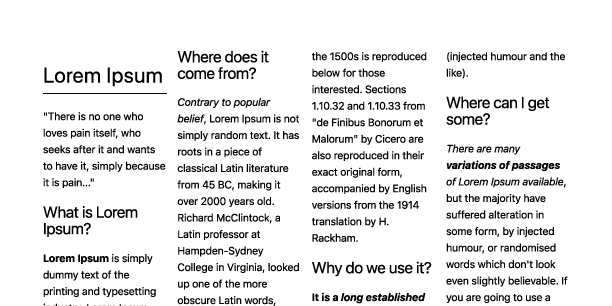 Lorem Ipsum
"There is no one who
loves pain itself, who
seeks after it and wants
to have it, simply because
it is pain..."
What is Lorem
Ipsum?
Lorem Ipsum is simply
dummy text of the
printing and typesetting
Where does it
come from?
Contrary to popular
belief, Lorem Ipsum is not
simply random text. It has
roots in a piece of
classical Latin literature
from 45 BC, making it
over 2000 years old.
Richard McClintock, a
Latin professor at
Hampden-Sydney
College in Virginia, looked
up one of the more
obscure Latin words,
the 1500s is reproduced
below for those
interested. Sections
1.10.32 and 1.10.33 from
"de Finibus Bonorum et
Malorum" by Cicero are
also reproduced in their
exact original form,
accompanied by English
versions from the 1914
translation by H.
Rackham.
Why do we use it?
It is a long established
(injected humour and the
like).
Where can I get
some?
There are many
variations of passages
of Lorem Ipsum available,
but the majority have
suffered alteration in
some form, by injected
humour, or randomised
words which don't look
even slightly believable. If
you are going to use a